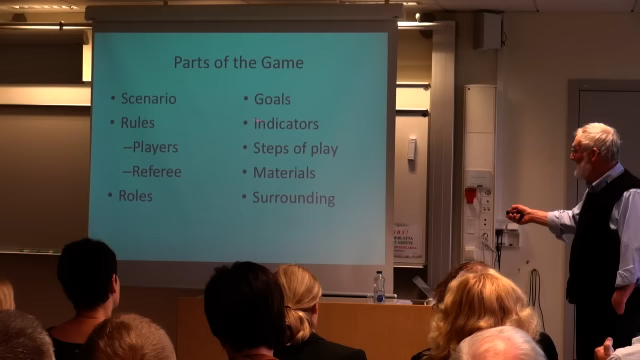 Parts of the Game
• Scenario
• Rules
–Players
–Referee
• Roles
• Goals
• Indicators
• Steps of play
• Materials
• Surrounding